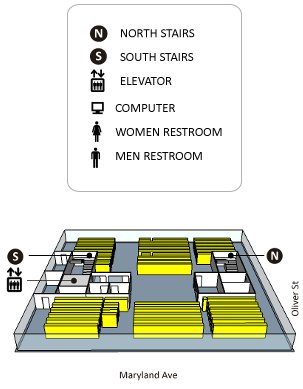 N NORTH STAIRS
S SOUTH STAIRS
ELEVATOR
COMPUTER
WOMEN RESTROOM
MEN RESTROOM
S
N
Oliver St
Maryland Ave